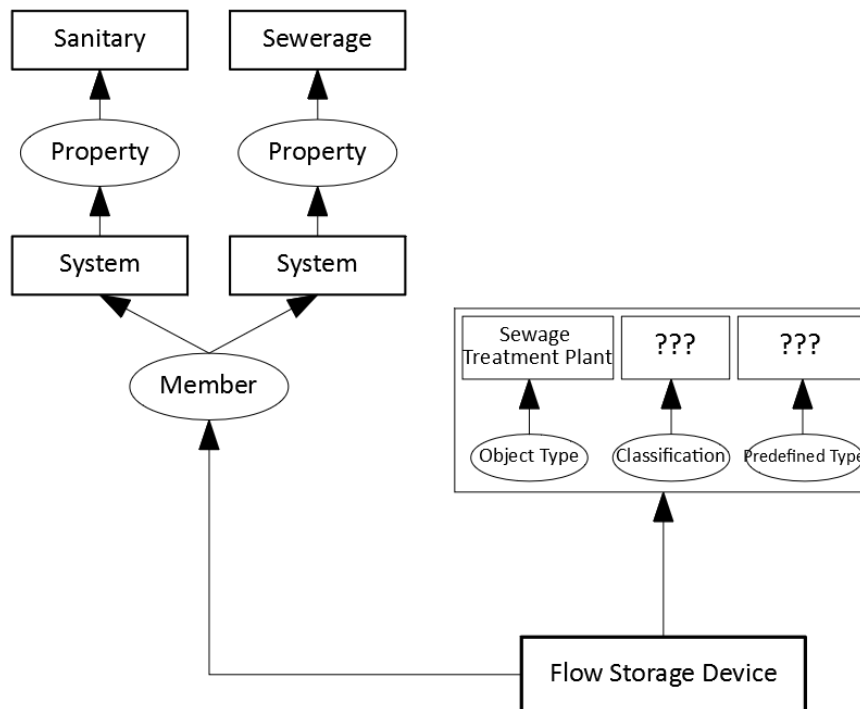 Sanitary
Sewerage
Property
Property
System
System
Member
Sewage
Treatment Plant
???
???
Object Type
Classification
Predefined Type
Flow Storage Device